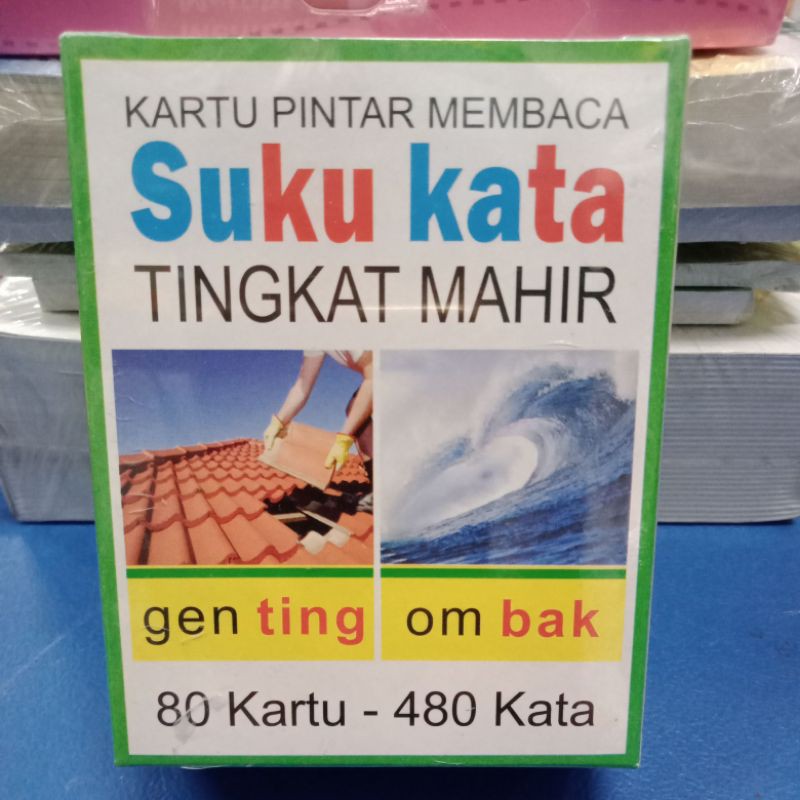 KARTU PINTAR MEMBACA
Suku kata
TINGKAT MAHIR
gen ting om bak
80 Kartu - 480 Kata